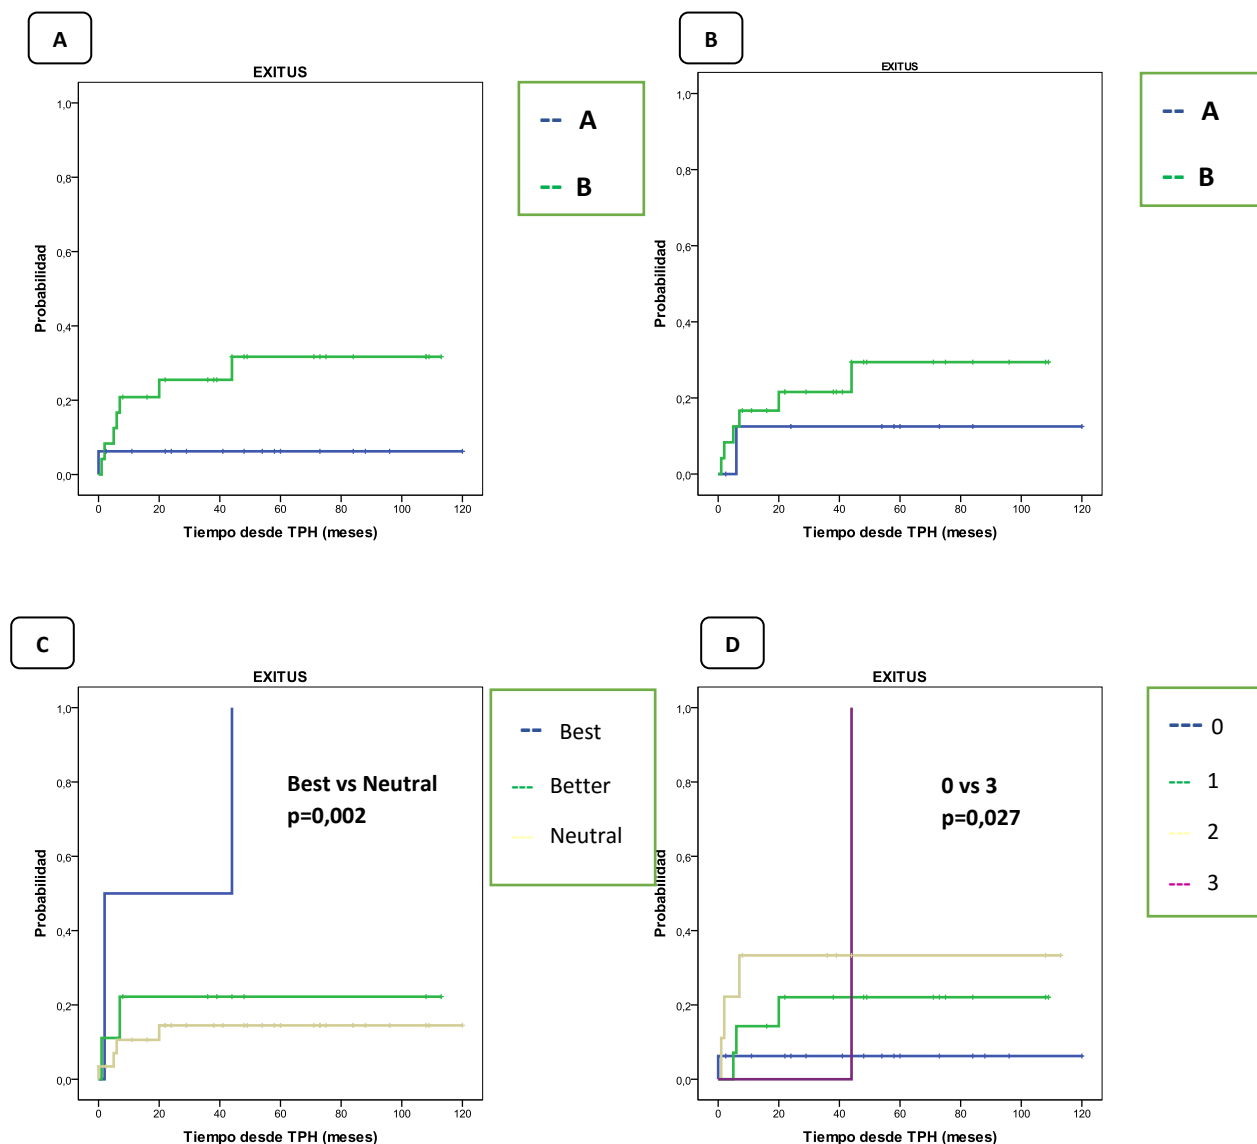 A
EXITUS
Probabilidad
1,0
0,8
0,6
0,4
0,2
0,0
0 20 40 60 80 100 120
Tiempo desde TPH (meses)
A
B
B
EXITUS
Probabilidad
1,0
0,8
0,6
0,4
0,2
0,0
0 20 40 60 80 100 120
Tiempo desde TPH (meses)
A
B
C
EXITUS
Probabilidad
1,0
0,8
0,6
0,4
0,2
0,0
0 20 40 60 80 100 120
Tiempo desde TPH (meses)
Best vs Neutral
p=0,002
Best
Better
Neutral
D
EXITUS
Probabilidad
1,0
0,8
0,6
0,4
0,2
0,0
0 20 40 60 80 100 120
Tiempo desde TPH (meses)
0 vs 3
p=0,027
0
1
2
3